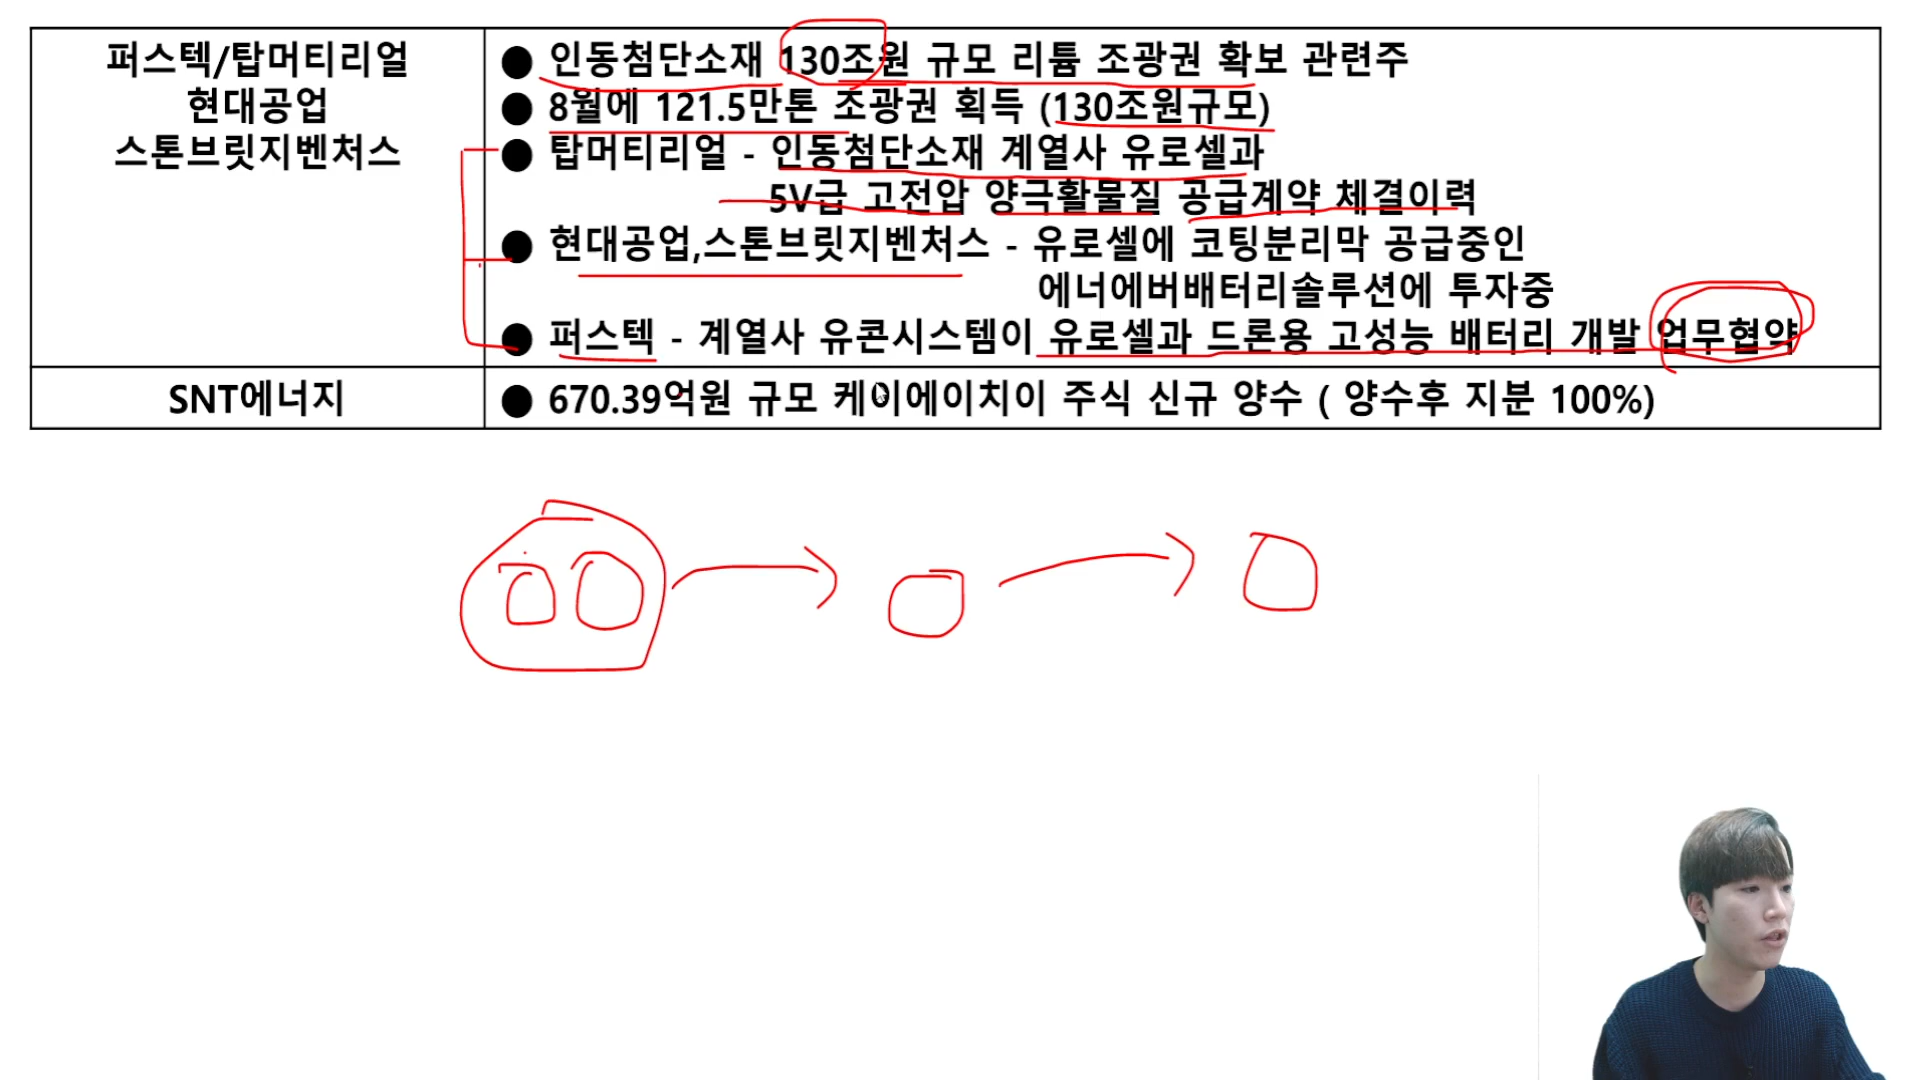 퍼스텍/탑머티리얼
현대공업
스톤브릿지벤처스
● 인동첨단소재 130조원 규모 리튬 조광권 확보 관련주
● 8월에 121.5만톤 조광권 획득 (130조원규모)
● 탑머티리얼 - 인동첨단소재 계열사 유로셀과
5V급 고전압 양극활물질 공급계약 체결이력
● 현대공업,스톤브릿지벤처스 - 유로셀에 코팅분리막 공급중인
에너에버배터리솔루션에 투자중
● 퍼스텍 - 계열사 유콘시스템이 유로셀과 드론용 고성능 배터리 개발 업무협약
SNT에너지
● 670.39억원 규모 케이에이치이 주식 신규 양수 ( 양수후 지분 100%)